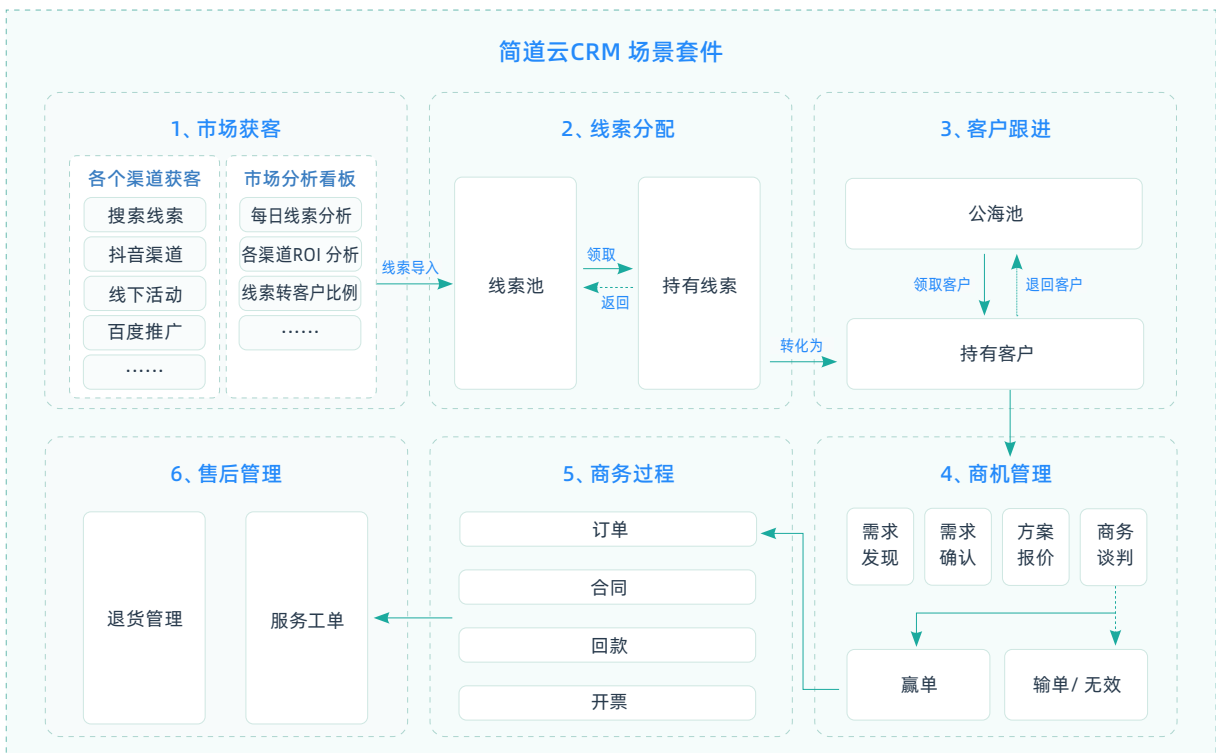 简道云CRM 场景套件
1、市场获客
各个渠道获客
搜索线索
抖音渠道
线下活动
百度推广
······
市场分析看板
每日线索分析
各渠道ROI 分析
线索转客户比例
······
线索导入
2、线索分配
线索池
领取
返回
持有线索
转化为
3、客户跟进
公海池
领取客户
退回客户
持有客户
4、商机管理
需求
发现
需求
确认
方案
报价
商务
谈判
赢单
输单/ 无效
5、商务过程
订单
合同
回款
开票
6、售后管理
退货管理
服务工单